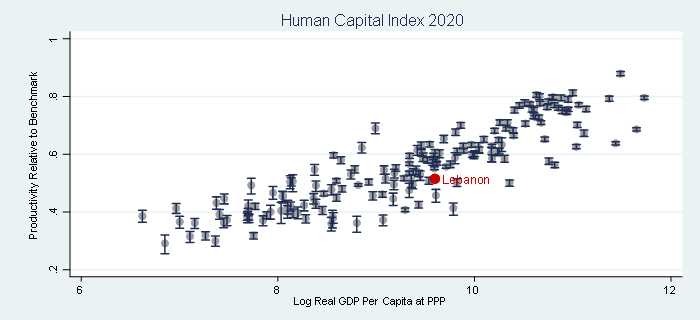 Human Capital Index 2020
Productivity Relative to Benchmark
1
.8
.6
.4
.2
Lebanon
6
8
10
12
Log Real GDP Per Capita at PPP